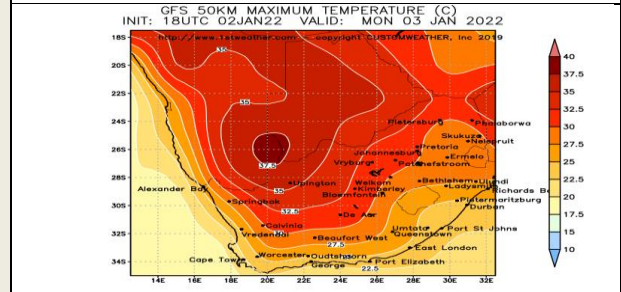 GFS 50KM MAXIMUM TEMPERATURE (C)
INIT: 18UTC 02JAN22 VALID: MON 03 JAN 2022
http://www.1stweather.com copyright CUSTOMWEATHER, Inc 2019
18S
20S
22S
24S
26S
28S
30S
32S
34S
14E 16E 18E 20E 22E 24E 26E 28E 30E 32E
40
37.5
35
32.5
30
27.5
25
22.5
20
17.5
15
10
35
35
37.5
35
32.5
30
27.5
25
22.5
Pietersburg
Phalaborwa
Skukuza
Nelspruit
Pretoria
Johannesburg
Ermelo
Vryburg
Potchefstroom
Alexander Bay
Upington
Welkom
Kimberley
Bethlehem
Ulundi
Ladysmith
Richards B
Springbok
Bloemfontein
Pietermaritzburg
Durban
De Aar
Calvinia
Vredendal
Beaufort West
Umtata
Queenstown
Port St Johns
East London
Cape Town
Worcester
Oudtshoorn
George
Port Elizabeth